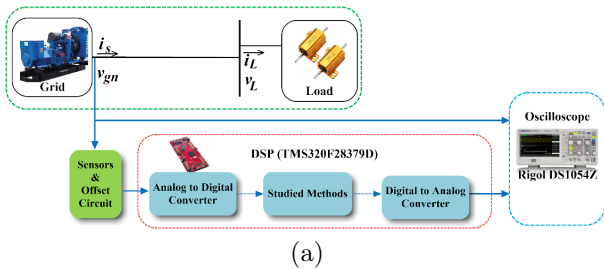 i_s
v_gn
Grid
i_L
v_L
Load
Oscilloscope
Rigol DS1054Z
DSP (TMS320F28379D)
Sensors
&
Offset
Circuit
Analog to Digital
Converter
Studied Methods
Digital to Analog
Converter
(a)